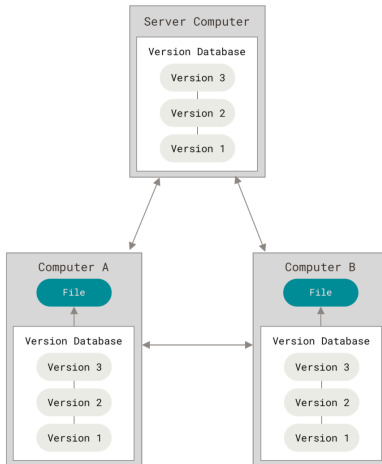 Server Computer
Version Database
Version 3
Version 2
Version 1
Computer A
File
Version Database
Version 3
Version 2
Version 1
Computer B
File
Version Database
Version 3
Version 2
Version 1